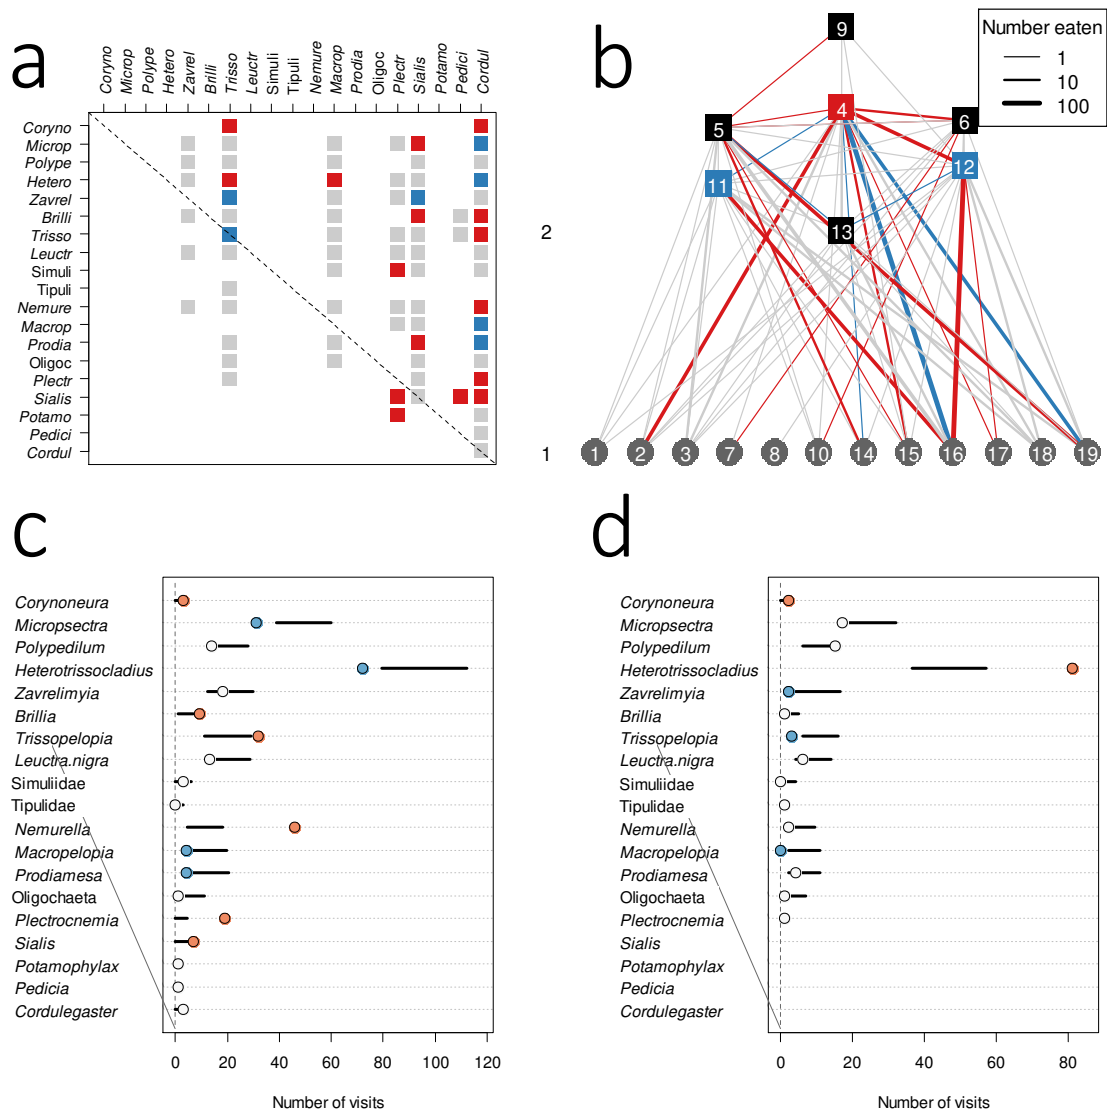 a
Coryno Microp Polype Hetero Zavrel Brilli Trisso Leuctr Simuli Tipuli Nemure Macrop Prodia Oligoc Plectr Sialis Potamo Pedici Cordul
Coryno
Microp
Polype
Hetero
Zavrel
Brilli
Trisso
Leuctr
Simuli
Tipuli
Nemure
Macrop
Prodia
Oligoc
Plectr
Sialis
Potamo
Pedici
Cordul
b
Number eaten
1
10
100
9
4
5
6
11
12
2
13
1
1 2 3 7 8 10 14 15 16 17 18 19
c
Corynoneura
Micropsectra
Polypedilum
Heterotrissocladius
Zavrelimyia
Brillia
Trissopelopia
Leuctra.nigra
Simuliidae
Tipulidae
Nemurella
Macropelopia
Prodiamesa
Oligochaeta
Plectrocnemia
Sialis
Potamophylax
Pedicia
Cordulegaster
0 20 40 60 80 100 120
Number of visits
d
Corynoneura
Micropsectra
Polypedilum
Heterotrissocladius
Zavrelimyia
Brillia
Trissopelopia
Leuctra.nigra
Simuliidae
Tipulidae
Nemurella
Macropelopia
Prodiamesa
Oligochaeta
Plectrocnemia
Sialis
Potamophylax
Pedicia
Cordulegaster
0 20 40 60 80
Number of visits